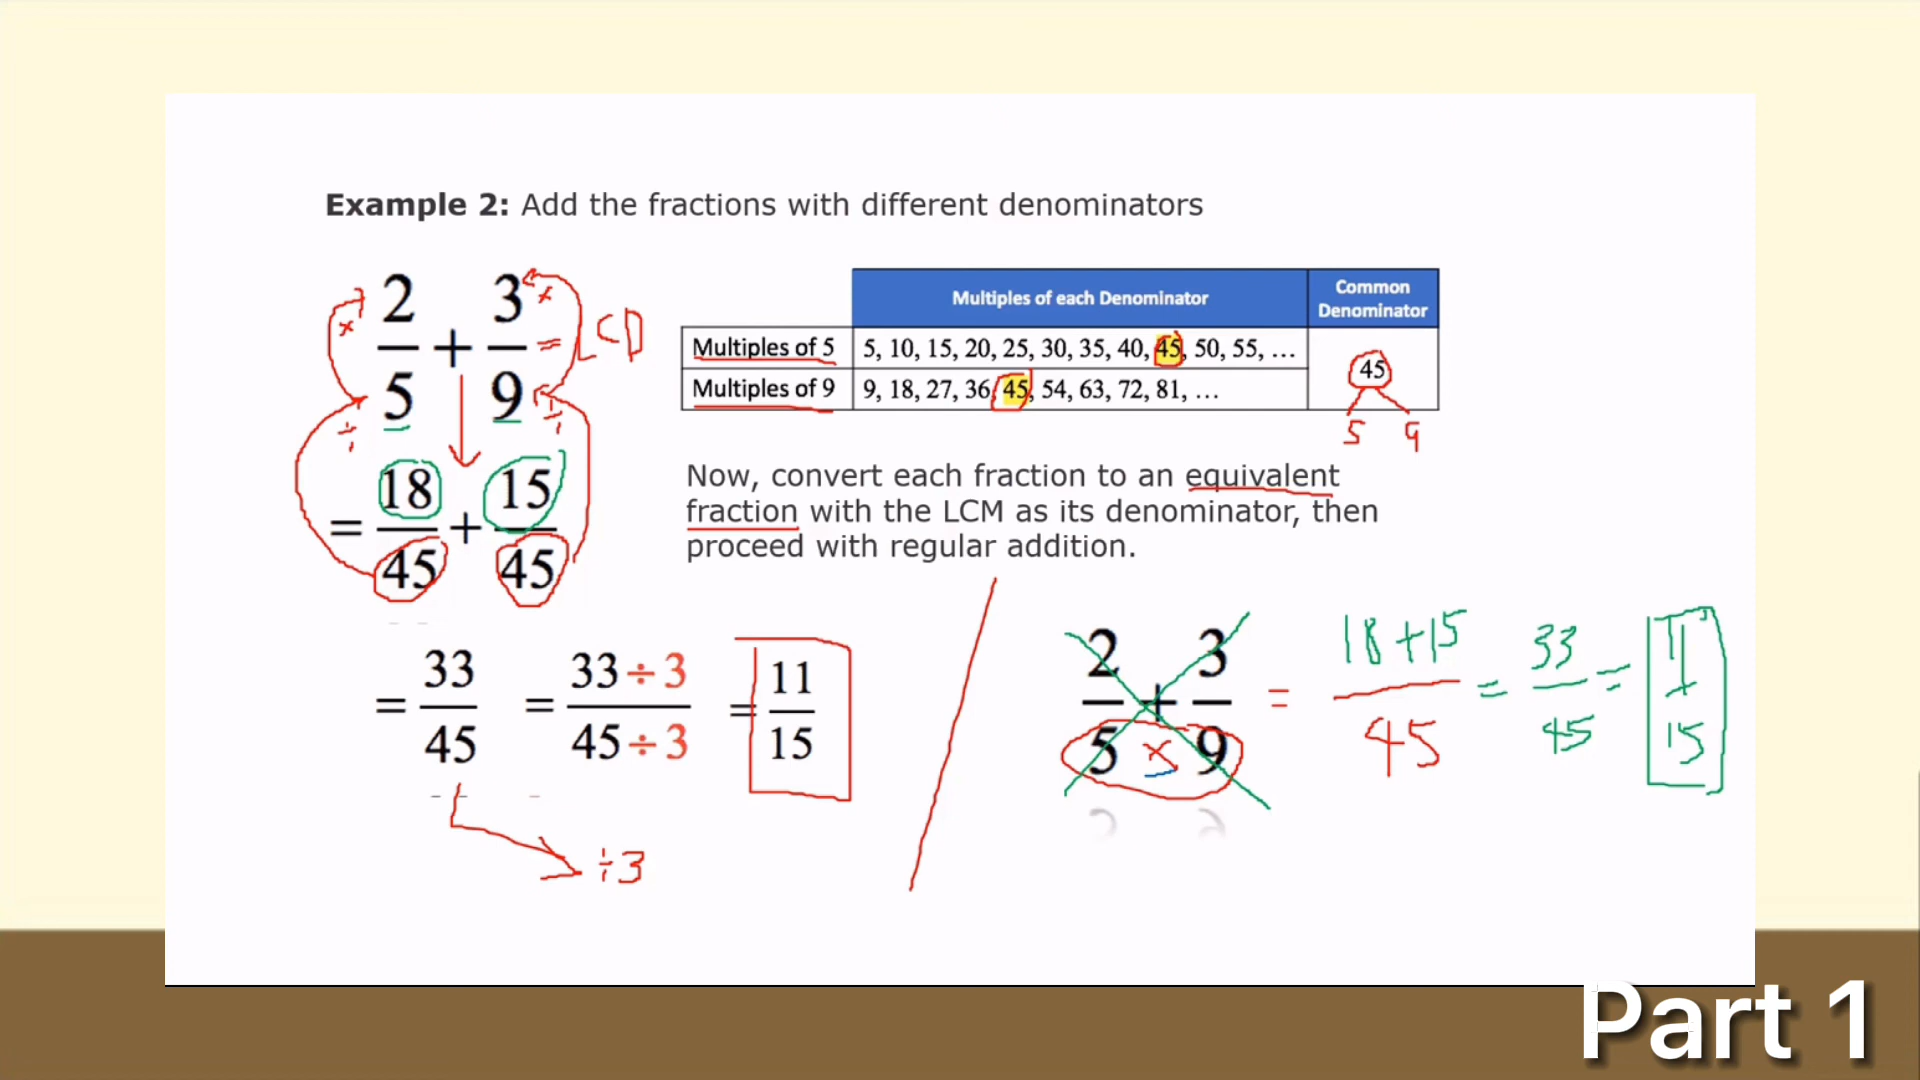 Example 2: Add the fractions with different denominators
2/5 + 3/9 = LCD
Multiples of each Denominator
Common Denominator
Multiples of 5
5, 10, 15, 20, 25, 30, 35, 40, 45, 50, 55, …
Multiples of 9
9, 18, 27, 36, 45, 54, 63, 72, 81, …
45
5 9
× ×
÷ ÷
= 18/45 + 15/45
Now, convert each fraction to an equivalent
fraction with the LCM as its denominator, then
proceed with regular addition.
= 33/45 = 33 ÷ 3/45 ÷ 3 = 11/15
÷3
2/5 + 3/9 = 18+15/45 = 33/45 = 11/15
×
Part 1